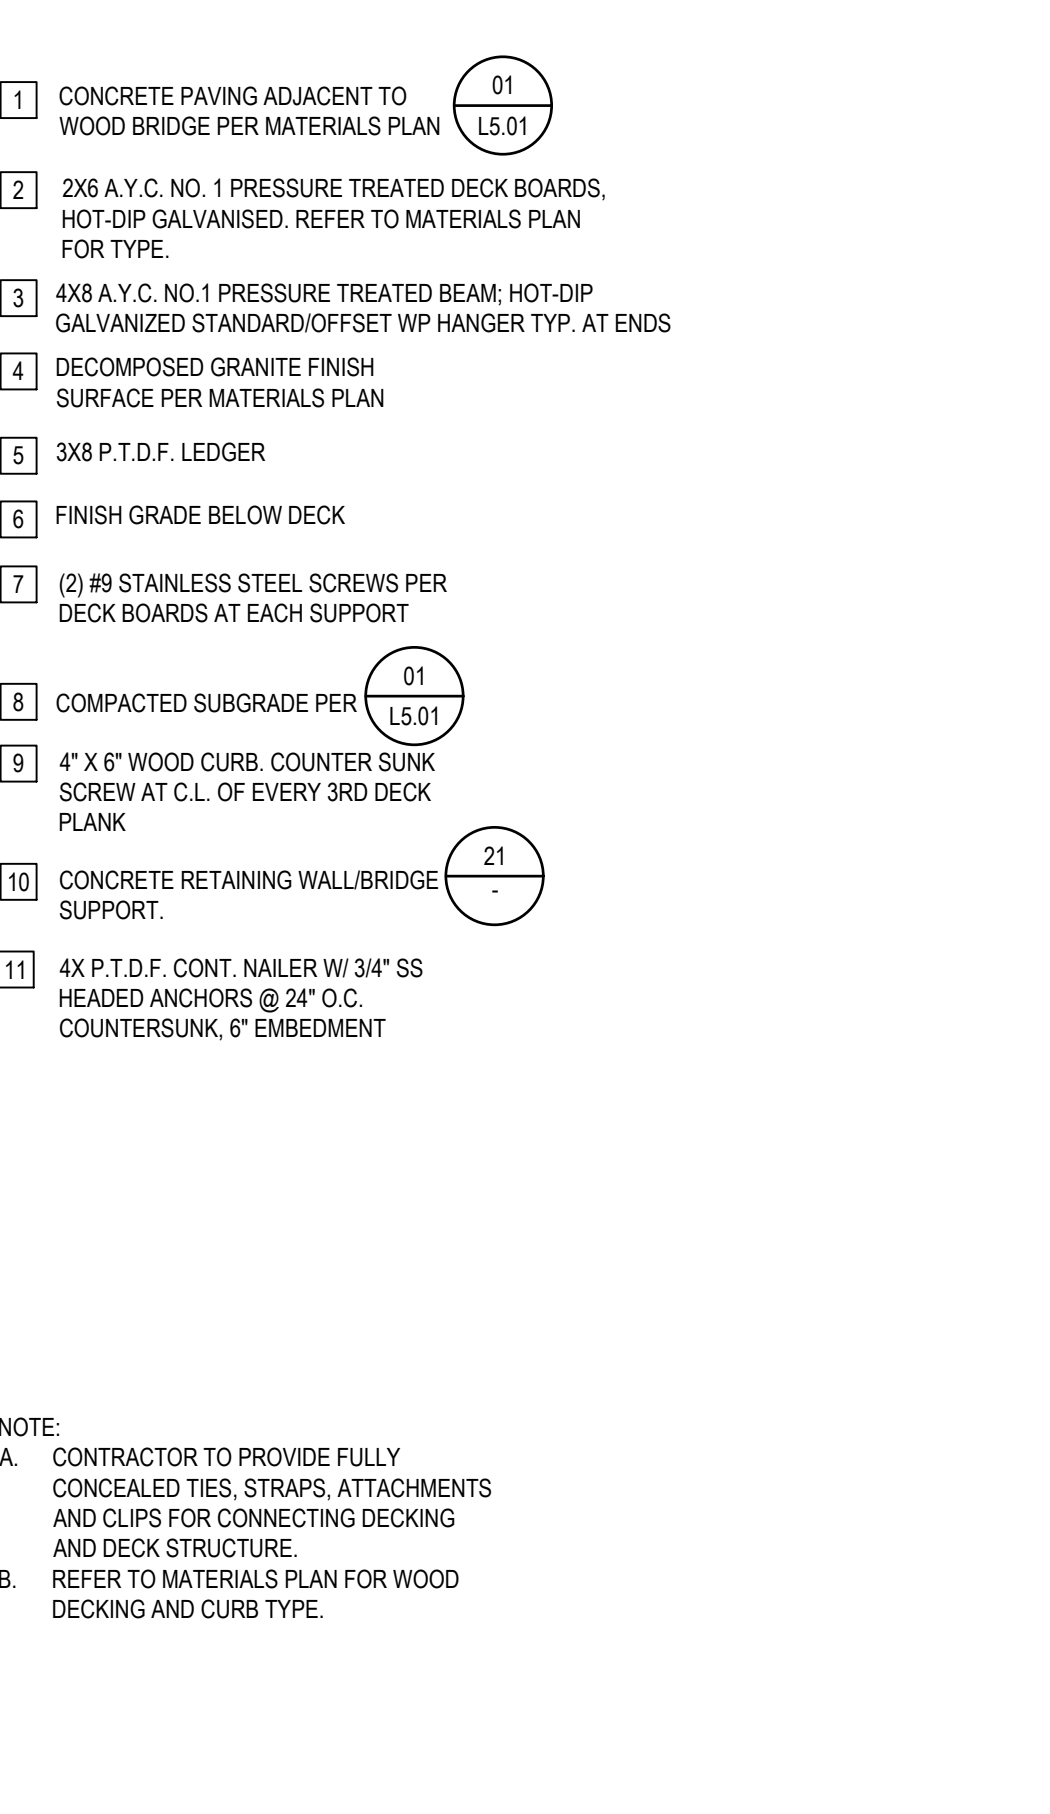 1 CONCRETE PAVING ADJACENT TO
WOOD BRIDGE PER MATERIALS PLAN
01
L5.01
2 2X6 A.Y.C. NO. 1 PRESSURE TREATED DECK BOARDS,
HOT-DIP GALVANISED. REFER TO MATERIALS PLAN
FOR TYPE.
3 4X8 A.Y.C. NO.1 PRESSURE TREATED BEAM; HOT-DIP
GALVANIZED STANDARD/OFFSET WP HANGER TYP. AT ENDS
4 DECOMPOSED GRANITE FINISH
SURFACE PER MATERIALS PLAN
5 3X8 P.T.D.F. LEDGER
6 FINISH GRADE BELOW DECK
7 (2) #9 STAINLESS STEEL SCREWS PER
DECK BOARDS AT EACH SUPPORT
8 COMPACTED SUBGRADE PER
01
L5.01
9 4" X 6" WOOD CURB. COUNTER SUNK
SCREW AT C.L. OF EVERY 3RD DECK
PLANK
10 CONCRETE RETAINING WALL/BRIDGE
SUPPORT.
21
-
11 4X P.T.D.F. CONT. NAILER W/ 3/4" SS
HEADED ANCHORS @ 24" O.C.
COUNTERSUNK, 6" EMBEDMENT
NOTE:
A. CONTRACTOR TO PROVIDE FULLY
CONCEALED TIES, STRAPS, ATTACHMENTS
AND CLIPS FOR CONNECTING DECKING
AND DECK STRUCTURE.
B. REFER TO MATERIALS PLAN FOR WOOD
DECKING AND CURB TYPE.